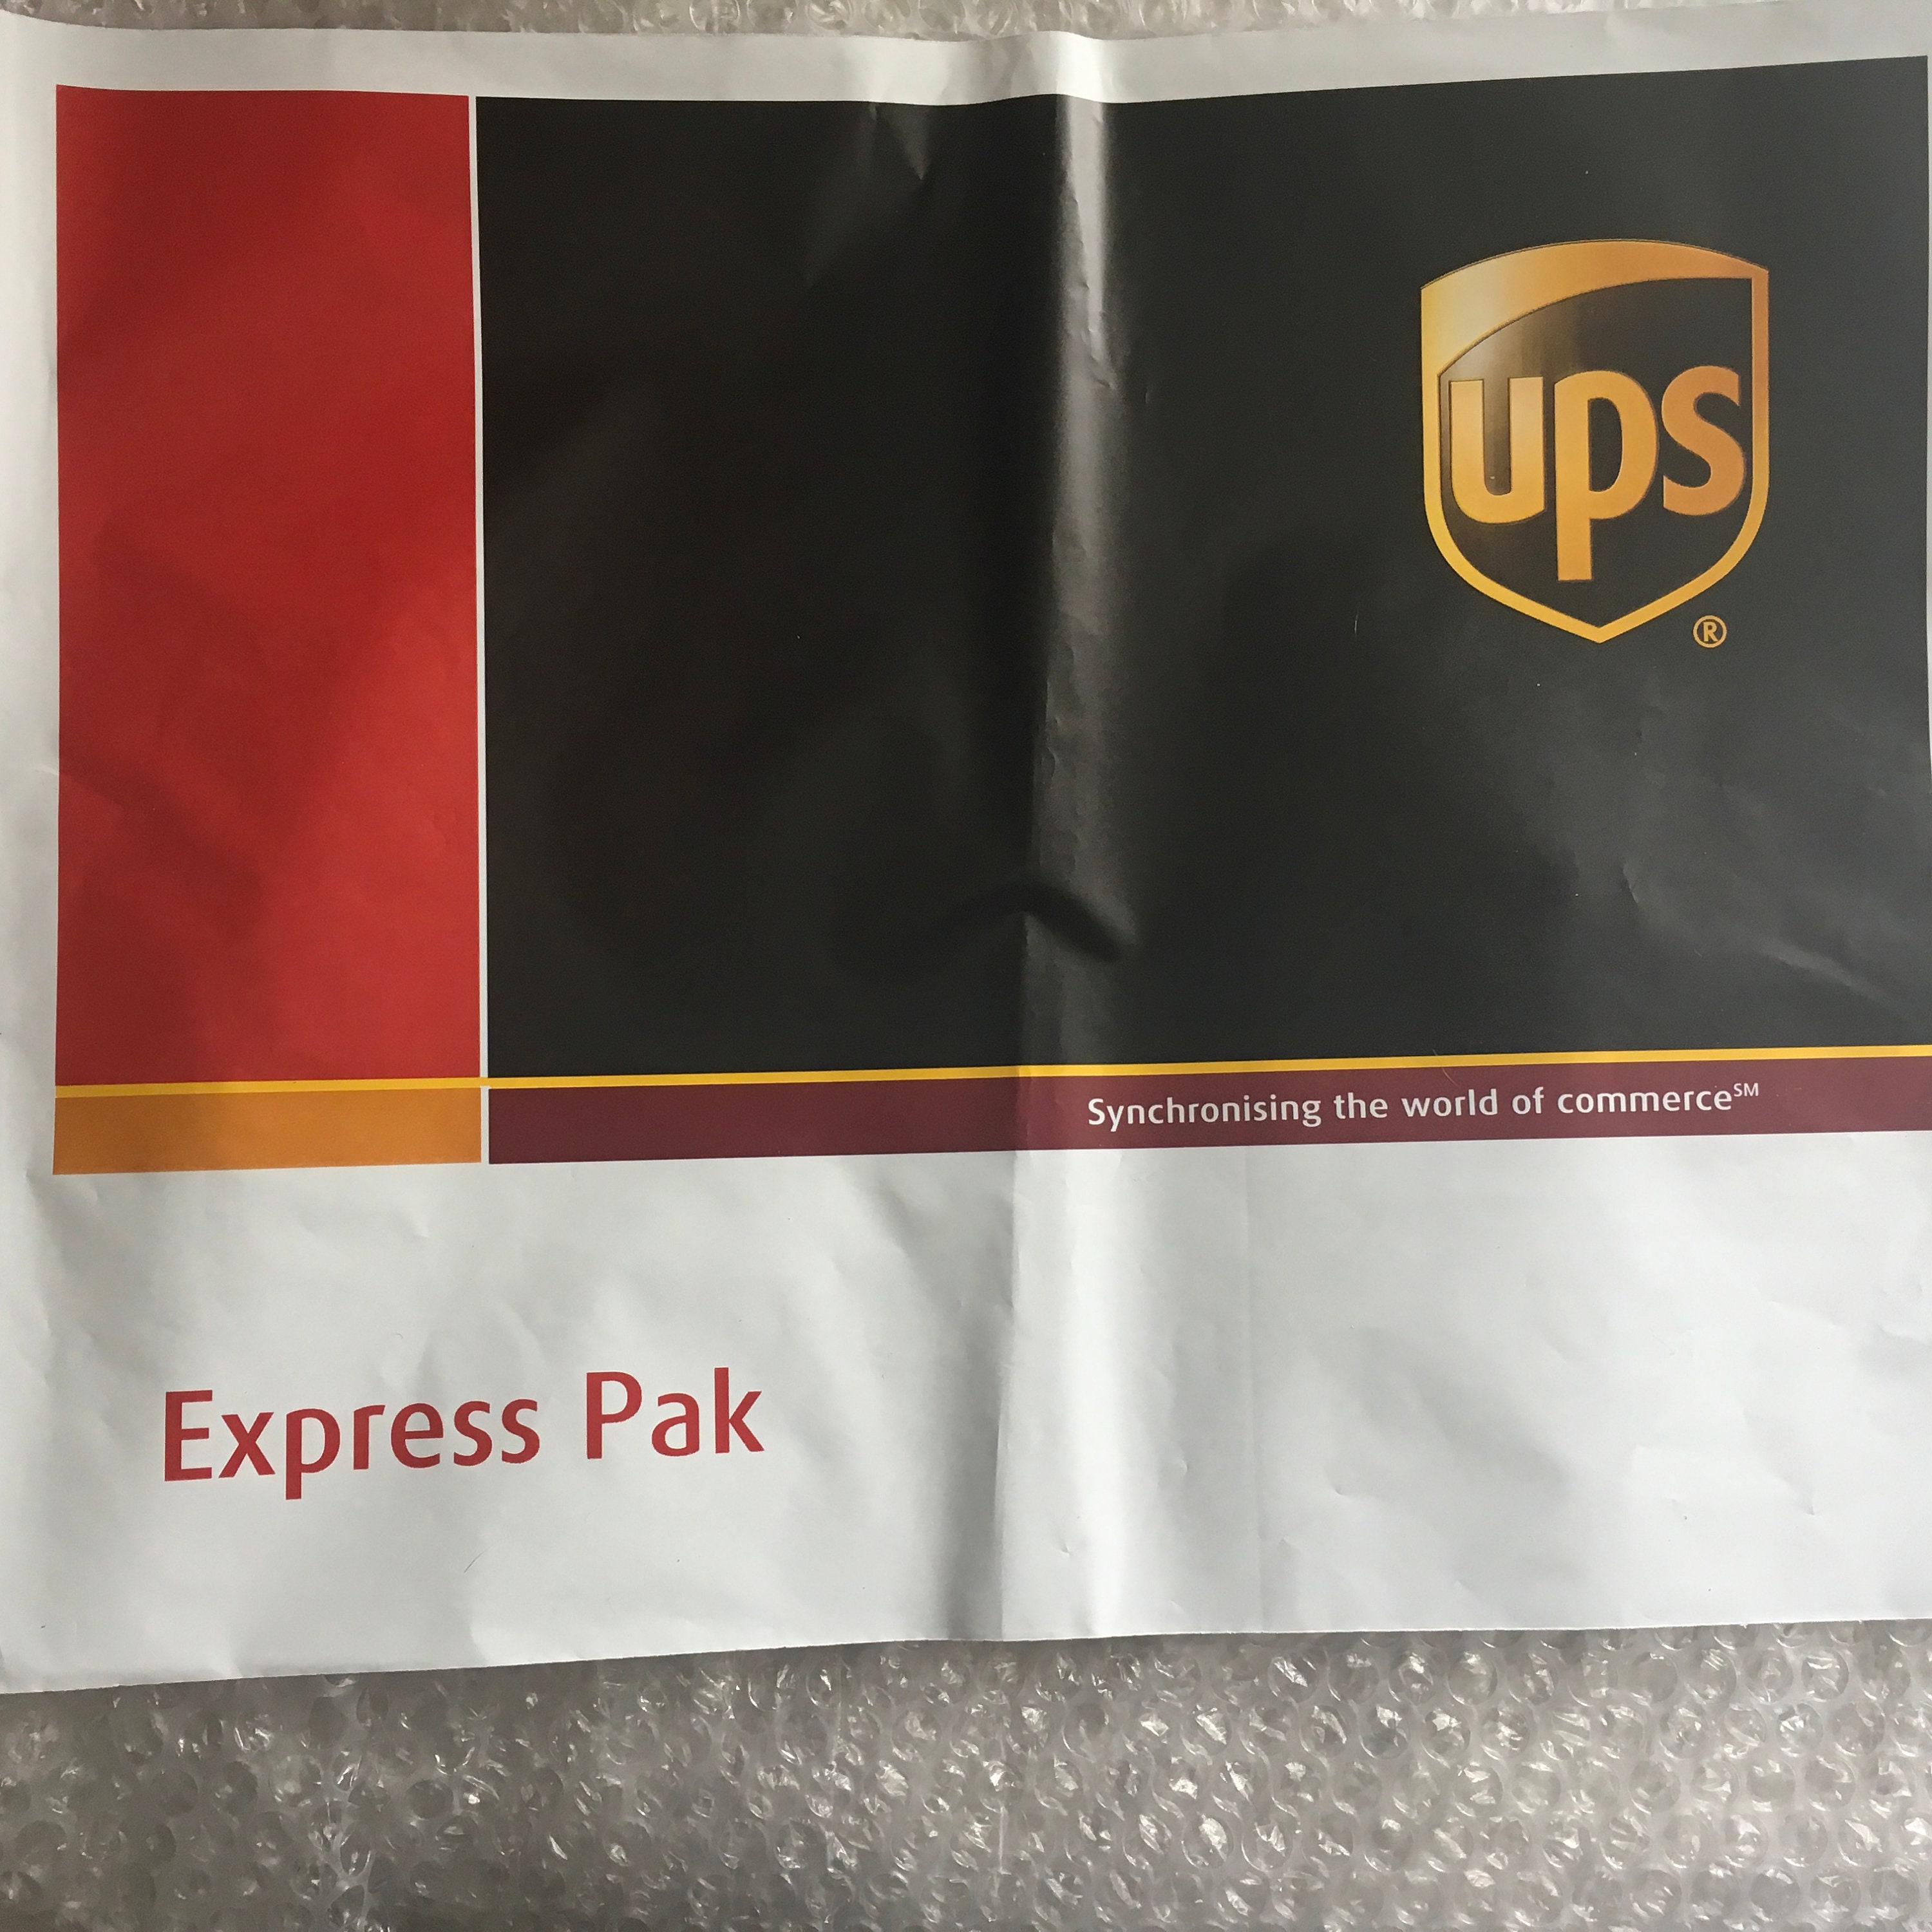 ups
®
Synchronising the world of commerce℠
Express Pak